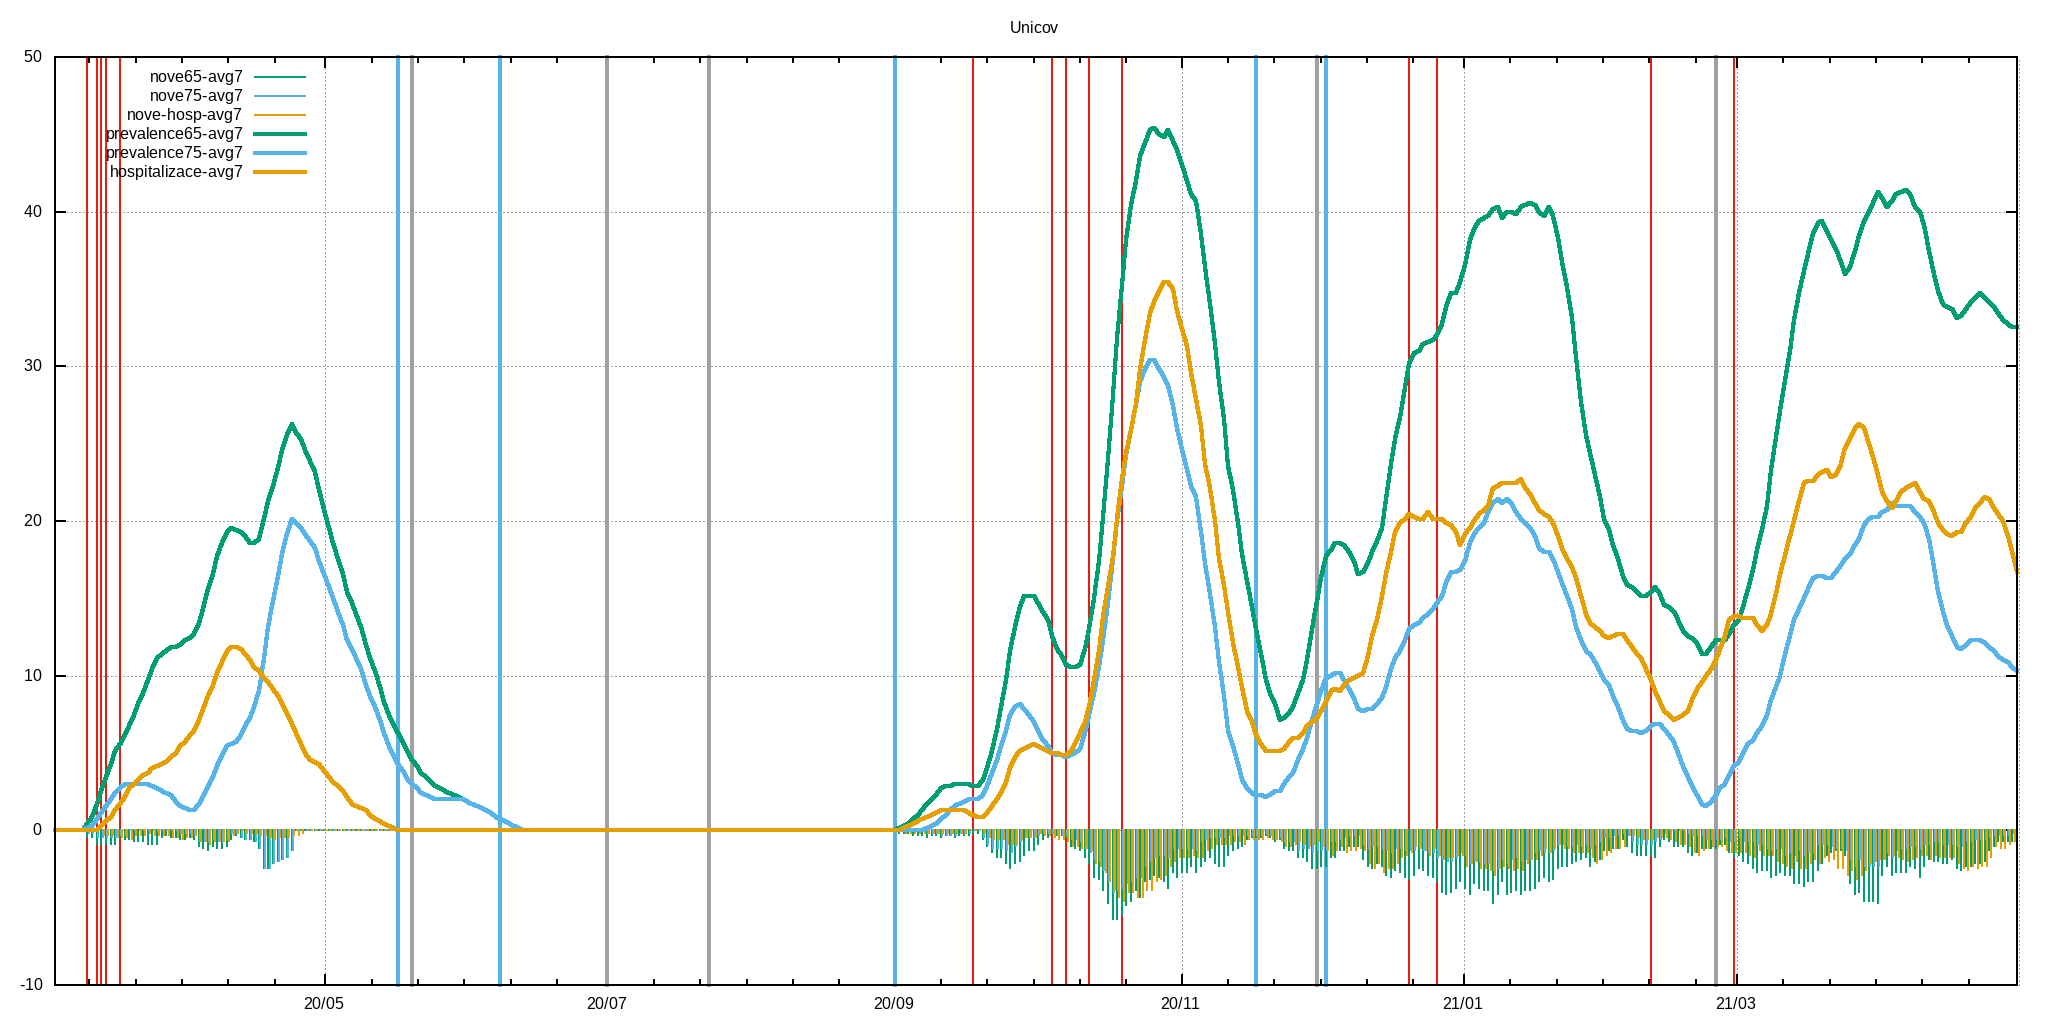 Unicov
50
nove65-avg7
nove75-avg7
nove-hosp-avg7
prevalence65-avg7
prevalence75-avg7
hospitalizace-avg7
40
30
20
10
0
-10
20/05 20/07 20/09 20/11 21/01 21/03